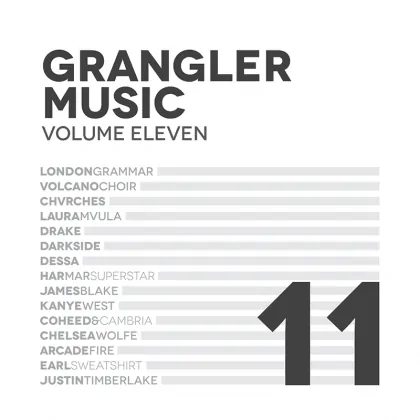 GRANGLER
MUSIC
VOLUME ELEVEN
LONDONGRAMMAR
VOLCANOCHOIR
CHVRCHES
LAURAMVULA
DRAKE
DARKSIDE
DESSA
HARMARSUPERSTAR
JAMESBLAKE
KANYEWEST
COHEED&CAMBRIA
CHELSEAWOLFE
ARCADEFIRE
EARLSWEATSHIRT
JUSTINTIMBERLAKE
11